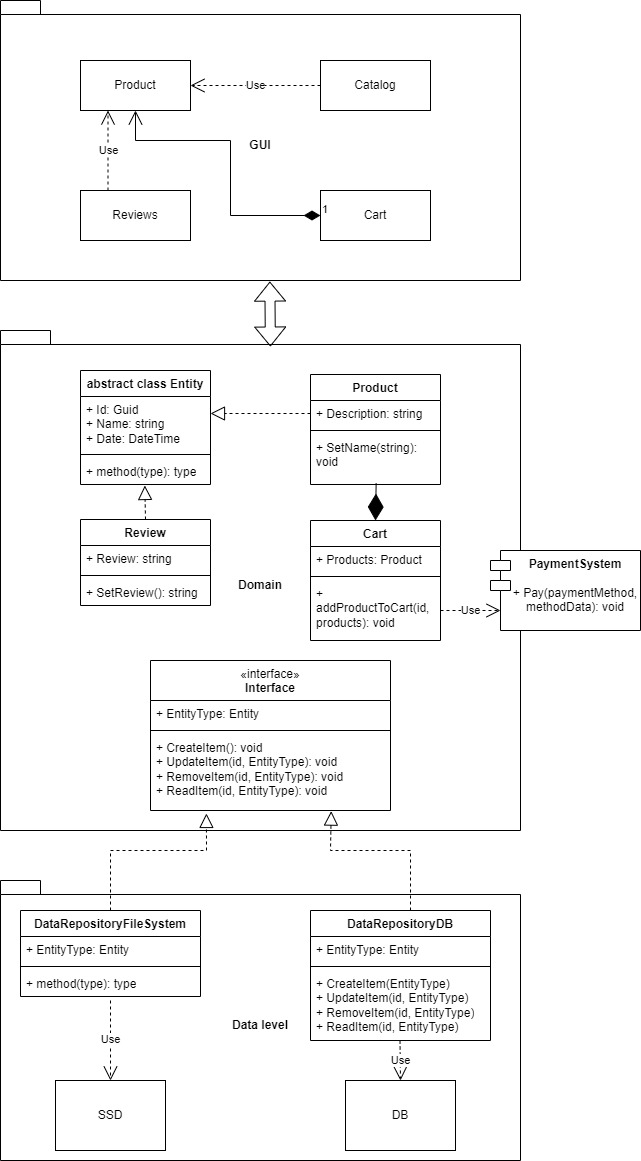 Product
Use
Catalog
Use
GUI
Reviews
1
Cart
abstract class Entity
+ Id: Guid
+ Name: string
+ Date: DateTime
+ method(type): type
Product
+ Description: string
+ SetName(string):
void
Review
+ Review: string
+ SetReview(): string
Domain
Cart
+ Products: Product
+
addProductToCart(id,
products): void
Use
PaymentSystem
+ Pay(paymentMethod,
methodData): void
«interface»
Interface
+ EntityType: Entity
+ CreateItem(): void
+ UpdateItem(id, EntityType): void
+ RemoveItem(id, EntityType): void
+ ReadItem(id, EntityType): void
DataRepositoryFileSystem
+ EntityType: Entity
+ method(type): type
DataRepositoryDB
+ EntityType: Entity
+ CreateItem(EntityType)
+ UpdateItem(id, EntityType)
+ RemoveItem(id, EntityType)
+ ReadItem(id, EntityType)
Data level
Use
Use
SSD
DB